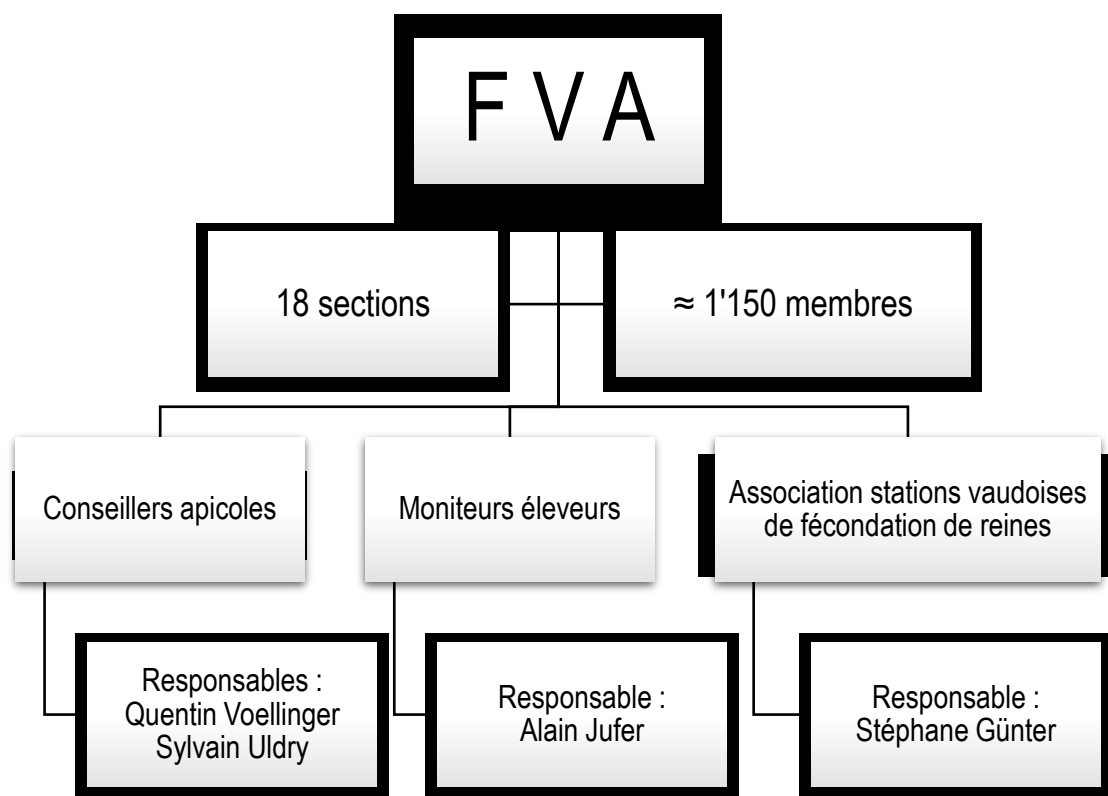 F V A
18 sections
≈ 1'150 membres
Conseillers apicoles
Moniteurs éleveurs
Association stations vaudoises
de fécondation de reines
Responsables :
Quentin Voellinger
Sylvain Uldry
Responsable :
Alain Jufer
Responsable :
Stéphane Günter